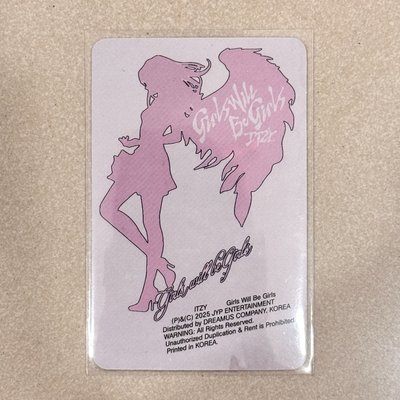 Girls Will
Be Girls
ITZY
Girls will be Girls
ITZY Girls Will Be Girls
(P)&(C) 2025 JYP ENTERTAINMENT
Distributed by DREAMUS COMPANY, KOREA
WARNING: All Rights Reserved.
Unauthorized Duplication & Rent is Prohibited
Printed in KOREA.